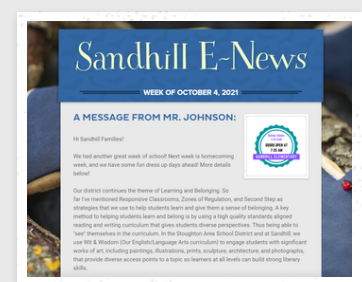 Sandhill E-News
WEEK OF OCTOBER 4, 2021
A MESSAGE FROM MR. JOHNSON:
DOORS OPEN AT
7:35 AM
SANDHILL ELEMENTARY
Hi Sandhill Families!
We had another great week of school! Next week is homecoming
week, and we have some fun dress up days ahead! More details
below!
Our district continues the theme of Learning and Belonging. So
far I've mentioned Responsive Classrooms, Zones of Regulation, and Second Step as
strategies that we use to help students learn and give them a sense of belonging. A key
method to helping students learn and belong is by using a high quality standards aligned
reading and writing curriculum that gives students diverse perspectives. Thus being able to
"see" themselves in the curriculum. In the Stoughton Area School District and at Sandhill, we
use Wit & Wisdom (Our English/Language Arts curriculum) to engage students with significant
works of art, including paintings, illustrations, prints, sculpture, architecture, and photographs,
that provide diverse access points to a topic so learners at all levels can build strong literary
skills.